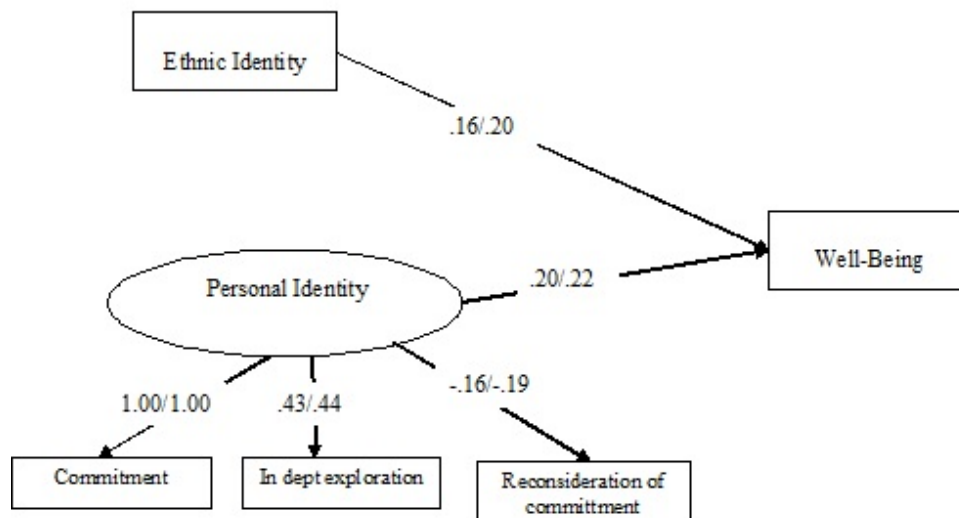 Ethnic Identity
.16/.20
Well-Being
.20/.22
Personal Identity
1.00/1.00
.43/.44
-.16/-.19
Commitment
In dept exploration
Reconsideration of
committment